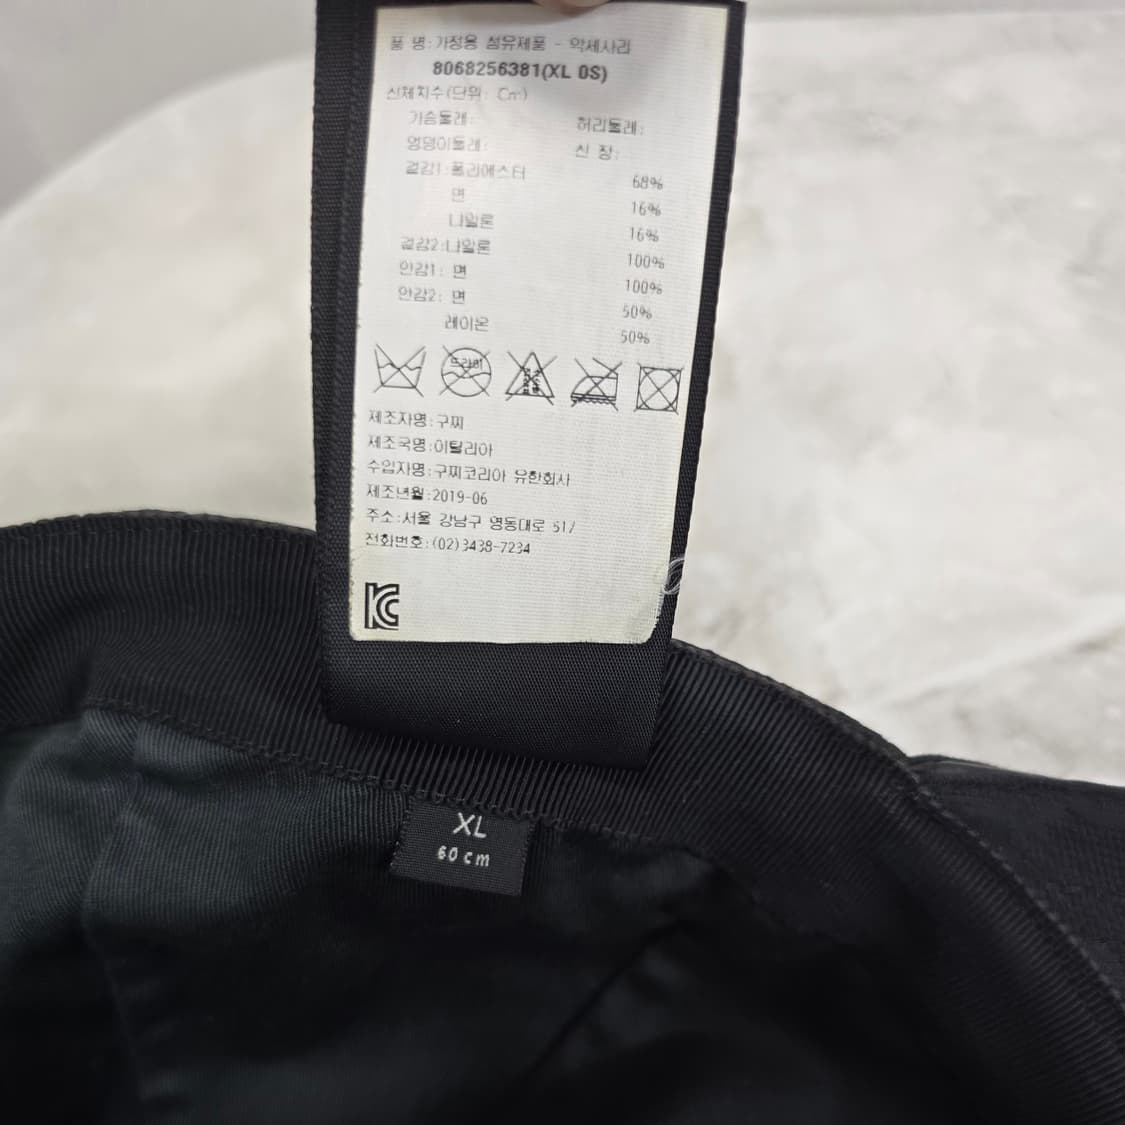 품 명:가정용 섬유제품 - 악세사리
8068256381(XL 0S)
신체치수(단위: Cm)
가슴둘레: 허리둘레:
엉덩이둘레: 신 장:
겉감1:폴리에스터 68%
면 16%
나일론 16%
겉감2:나일론 100%
안감1: 면 100%
안감2: 면 50%
레이온 50%
드라이
제조자명:구찌
제조국명:이탈리아
수입자명:구찌코리아 유한회사
제조년월:2019-06
주소:서울 강남구 영동대로 517
전화번호:(02)3438-7234
KC
XL
60 cm